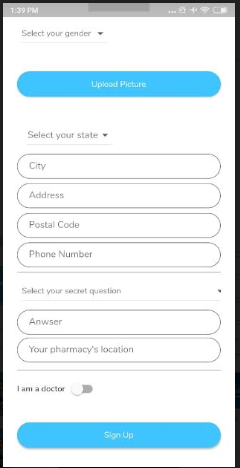 1:39 PM
Select your gender
Upload Picture
Select your state
City
Address
Postal Code
Phone Number
Select your secret question
Anwser
Your pharmacy's location
I am a doctor
Sign Up